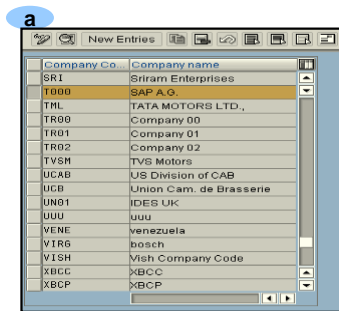 a
New Entries
Company Co... Company name
SRI Sriram Enterprises
T000 SAP A.G.
TML TATA MOTORS LTD.,
TR00 Company 00
TR01 Company 01
TR02 Company 02
TVSM TVS Motors
UCAB US Division of CAB
UCB Union Cam. de Brasserie
UN01 IDES UK
UUU uuu
VENE venezuela
VIRG bosch
VISH Vish Company Code
XBCC XBCC
XBCP XBCP